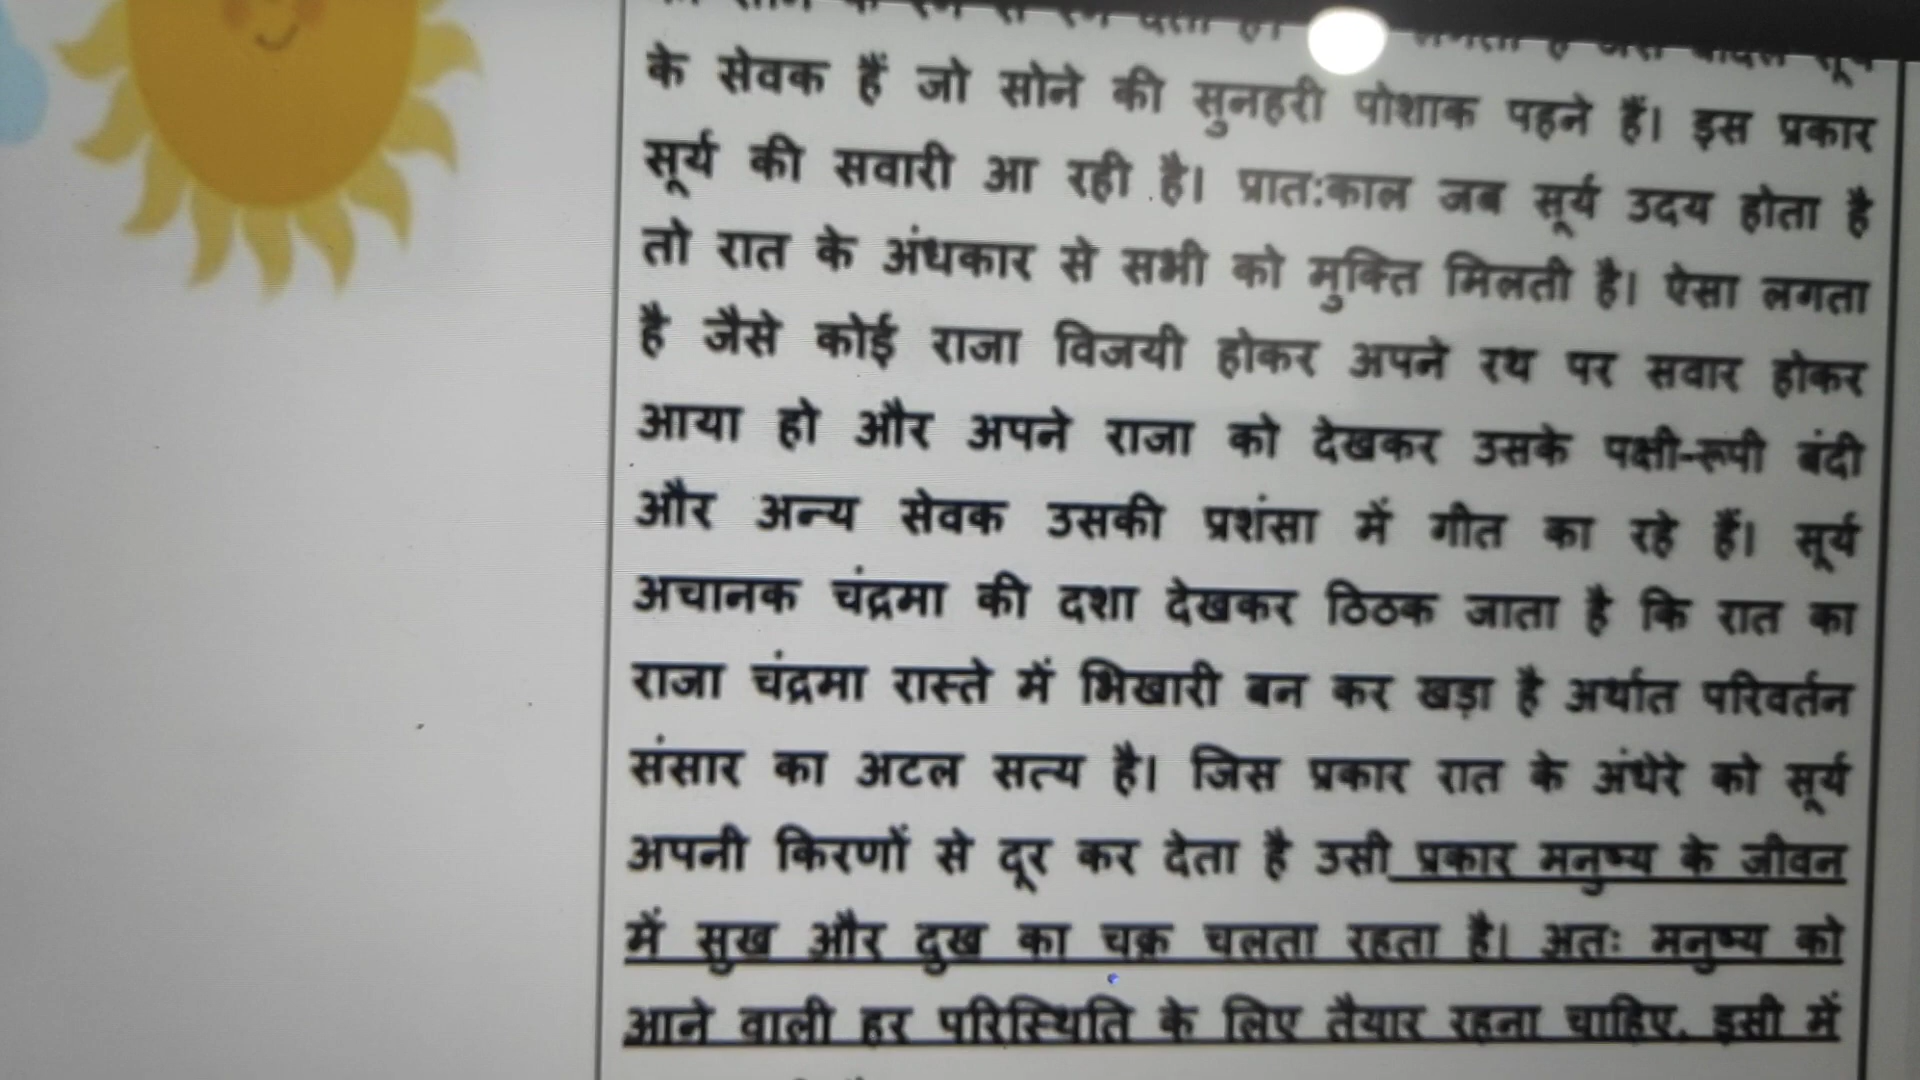 के सेवक हैं जो सोने की सुनहरी पोशाक पहने हैं। इस प्रकार
सूर्य की सवारी आ रही है। प्रात:काल जब सूर्य उदय होता है
तो रात के अंधकार से सभी को मुक्ति मिलती है। ऐसा लगता
है जैसे कोई राजा विजयी होकर अपने रथ पर सवार होकर
आया हो और अपने राजा को देखकर उसके पक्षी-रूपी बंदी
और अन्य सेवक उसकी प्रशंसा में गीत का रहे हैं। सूर्य
अचानक चंद्रमा की दशा देखकर ठिठक जाता है कि रात का
राजा चंद्रमा रास्ते में भिखारी बन कर खड़ा है अर्थात परिवर्तन
संसार का अटल सत्य है। जिस प्रकार रात के अंधेरे को सूर्य
अपनी किरणों से दूर कर देता है उसी प्रकार मनुष्य के जीवन
में सुख और दुख का चक्र चलता रहता है। अतः मनुष्य को
आने वाली हर परिस्थिति के लिए तैयार रहना चाहिए. इसी में